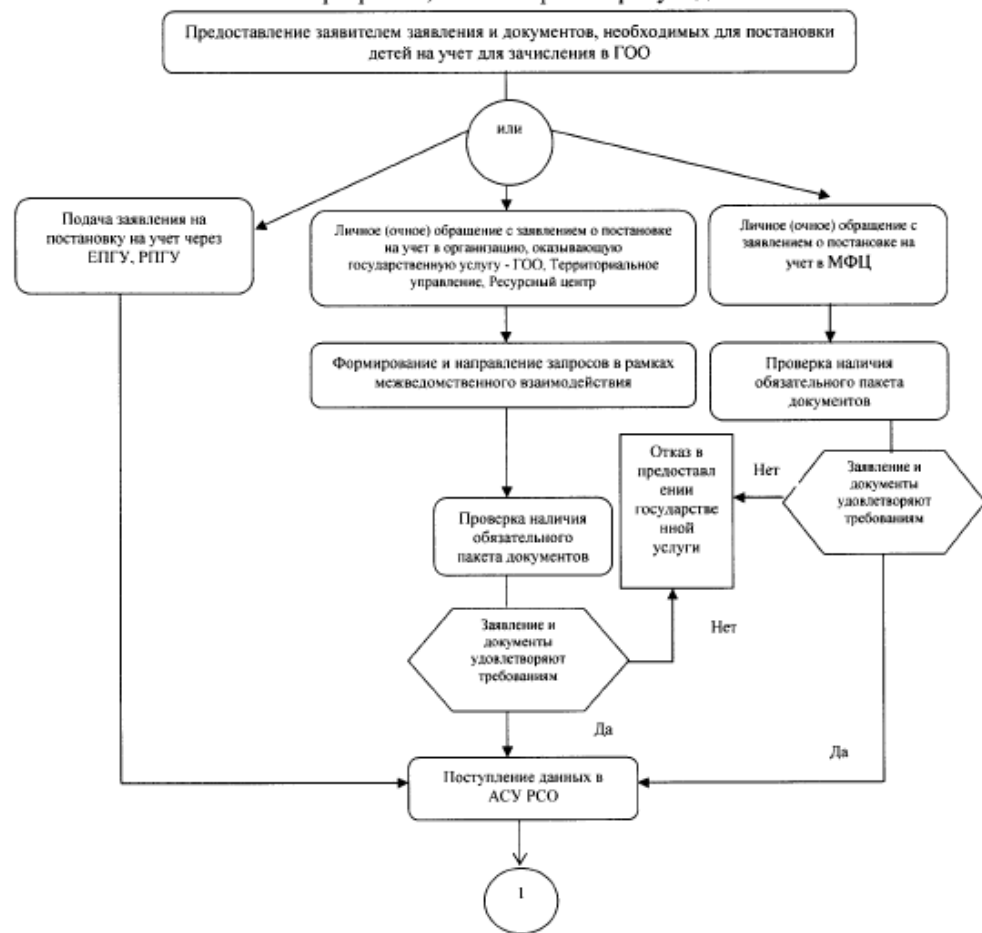 Предоставление заявителем заявления и документов, необходимых для постановки
детей на учет для зачисления в ГОО
или
Подача заявления на
постановку на учет через
ЕПГУ, РПГУ
Личное (очное) обращение с заявлением о постановке
на учет в организацию, оказывающую
государственную услугу - ГОО, Территориальное
управление, Ресурсный центр
Личное (очное) обращение с
заявлением о постановке на
учет в МФЦ
Формирование и направление запросов в рамках
межведомственного взаимодействия
Проверка наличия
обязательного пакета
документов
Отказ в
предоставл
ении
государстве
нной
услуги
Нет
Заявление и
документы
удовлетворяют
требованиям
Проверка наличия
обязательного
пакета документов
Заявление и
документы
удовлетворяют
требованиям
Нет
Да
Да
Поступление данных в
АСУ РСО
1